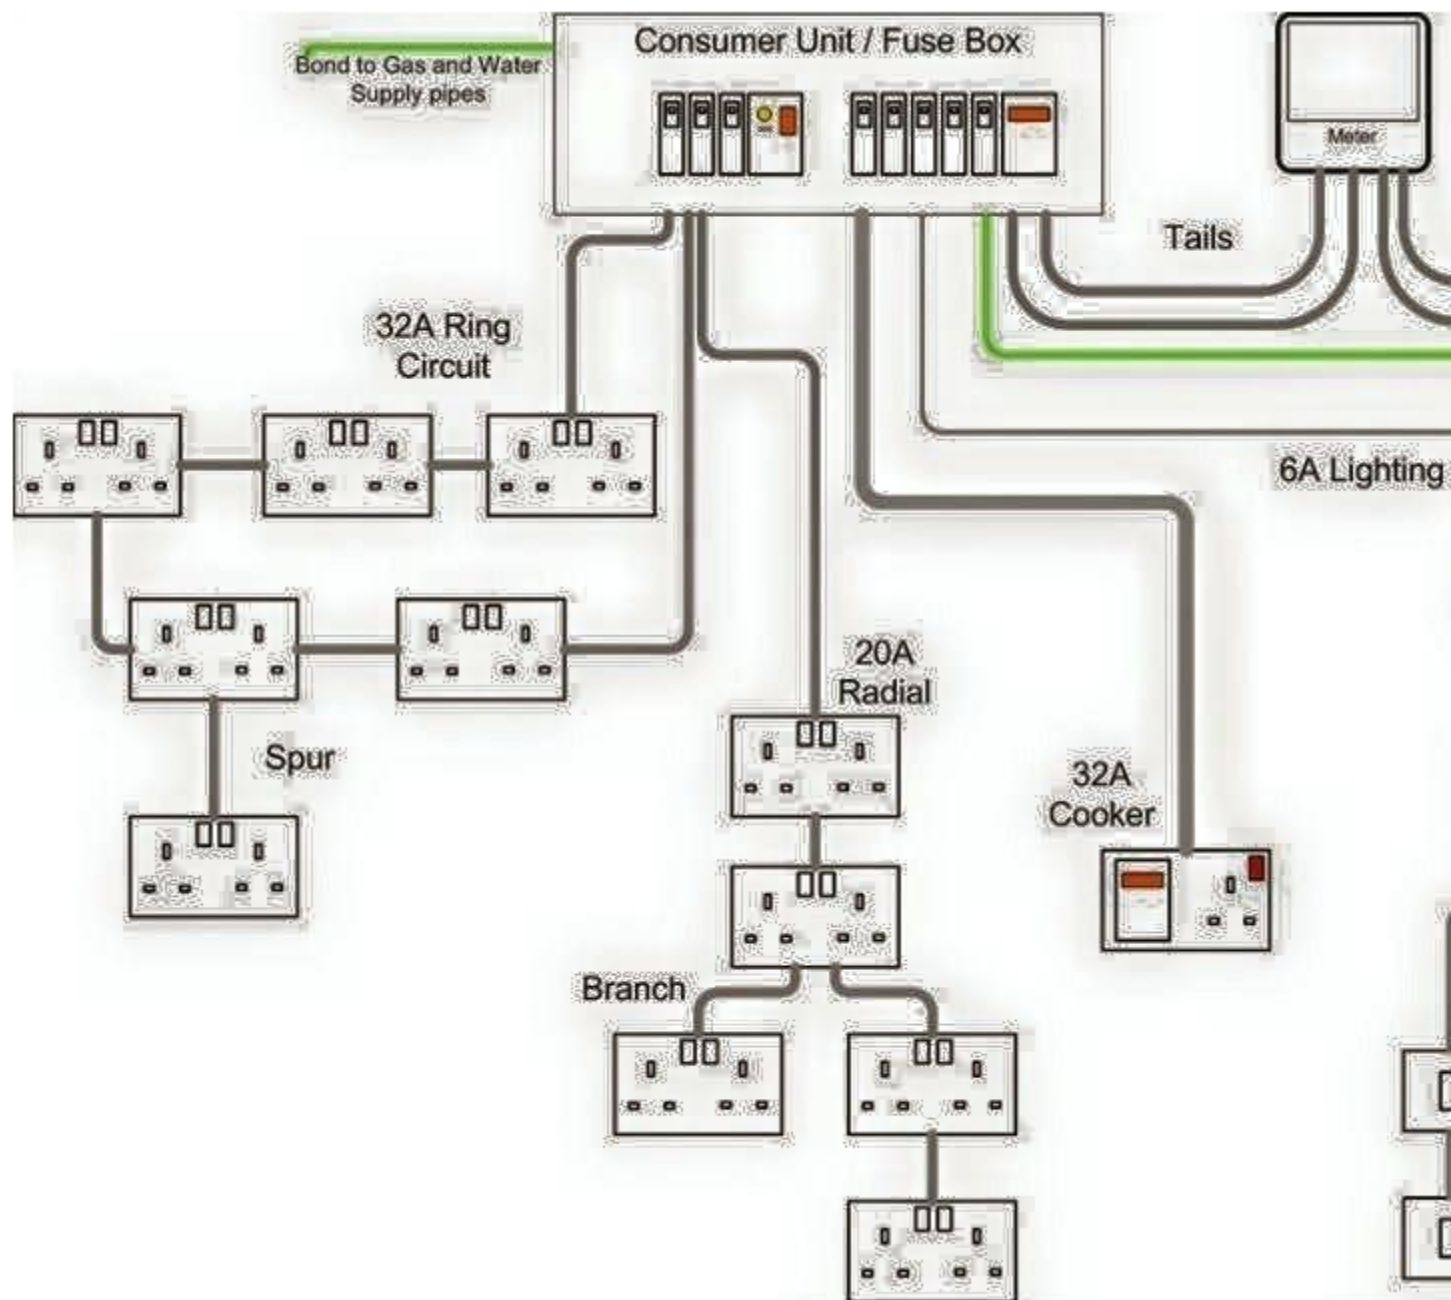 Consumer Unit / Fuse Box
Bond to Gas and Water
Supply pipes
Meter
Tails
32A Ring
Circuit
6A Lighting
20A
Radial
Spur
32A
Cooker
Branch